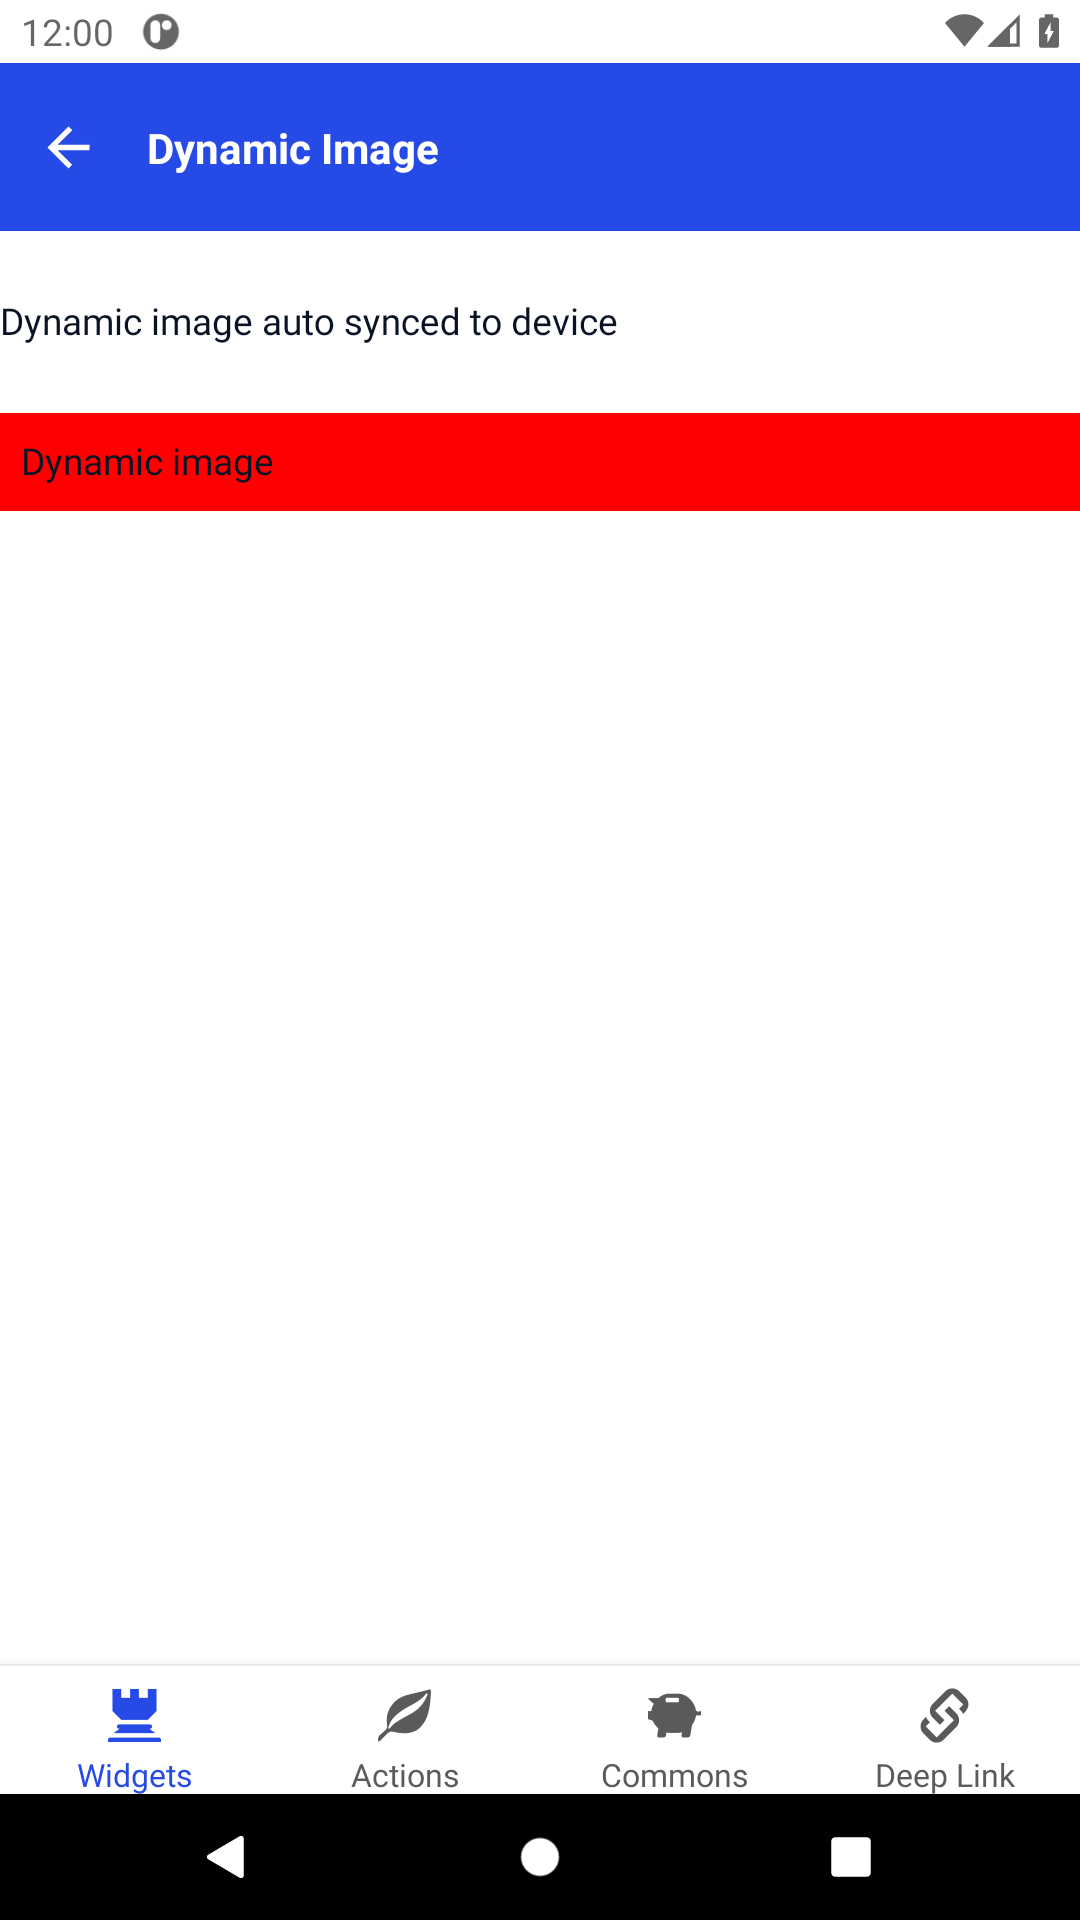 12:00
Dynamic Image
Dynamic image auto synced to device
Dynamic image
Widgets
Actions
Commons
Deep Link